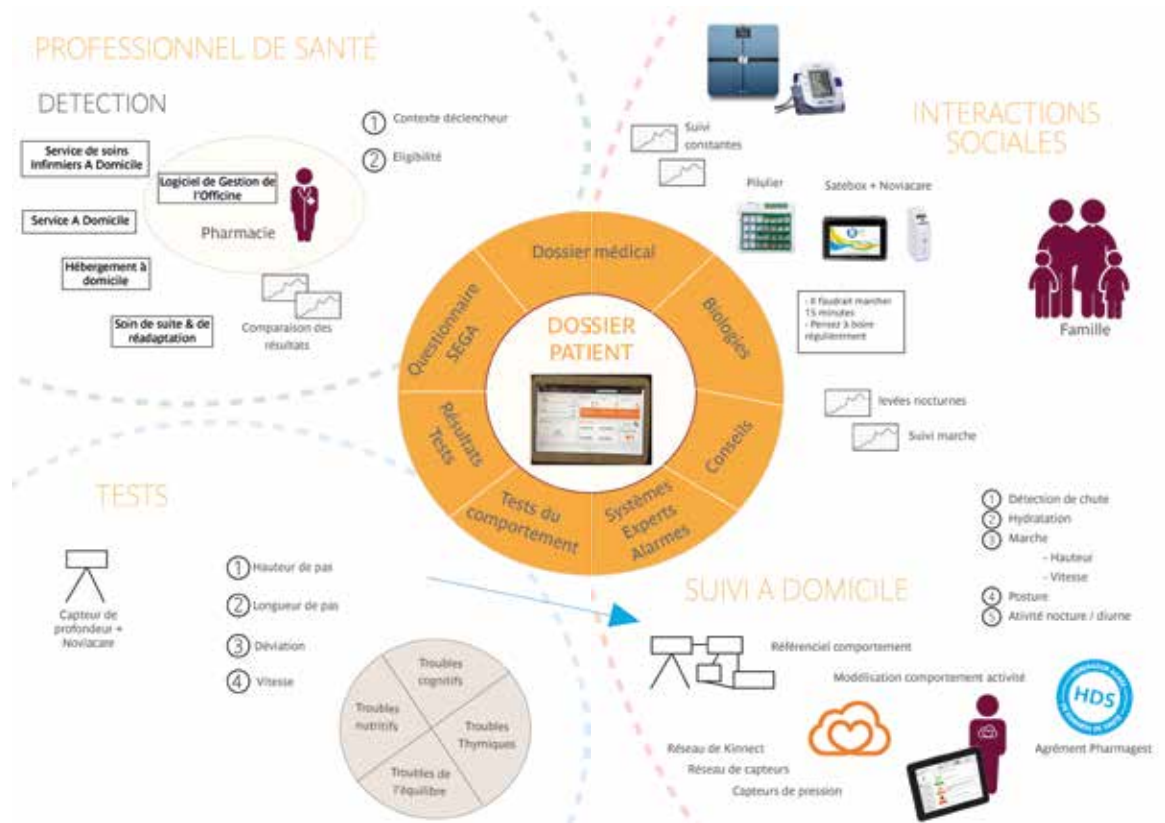 PROFESSIONNEL DE SANTÉ
DETECTION
Service de soins
Infirmiers A Domicile
Logiciel de Gestion de
l'Officine
Service A Domicile
Pharmacie
Hébergement à
domicile
Soin de suite & de
réadaptation
Comparaison des
résultats
1 Contexte déclencheur
2 Eligibilité
INTERACTIONS
SOCIALES
Suivi
constantes
Pilulier
Satebox + Noviacare
- Il faudrait marcher
15 minutes
- Pensez à boire
régulièrement
Famille
levées nocturnes
Suivi marche
Dossier médical
Biologies
Conseils
Systèmes
Experts
Alarmes
Tests du
comportement
Résultats
Tests
Questionnaire
SEGA
DOSSIER
PATIENT
TESTS
Capteur de
profondeur +
Noviacare
1 Hauteur de pas
2 Longueur de pas
3 Déviation
4 Vitesse
Troubles
cognitifs
Troubles
nutritifs
Troubles
Thymiques
Troubles de
l'équilibre
SUIVI A DOMICILE
1 Détection de chute
2 Hydratation
3 Marche
- Hauteur
- Vitesse
4 Posture
5 Ativité nocture / diurne
Référenciel comportement
Modélisation comportement activité
Réseau de Kinnect
Réseau de capteurs
Capteurs de pression
HDS
Agrément Pharmagest